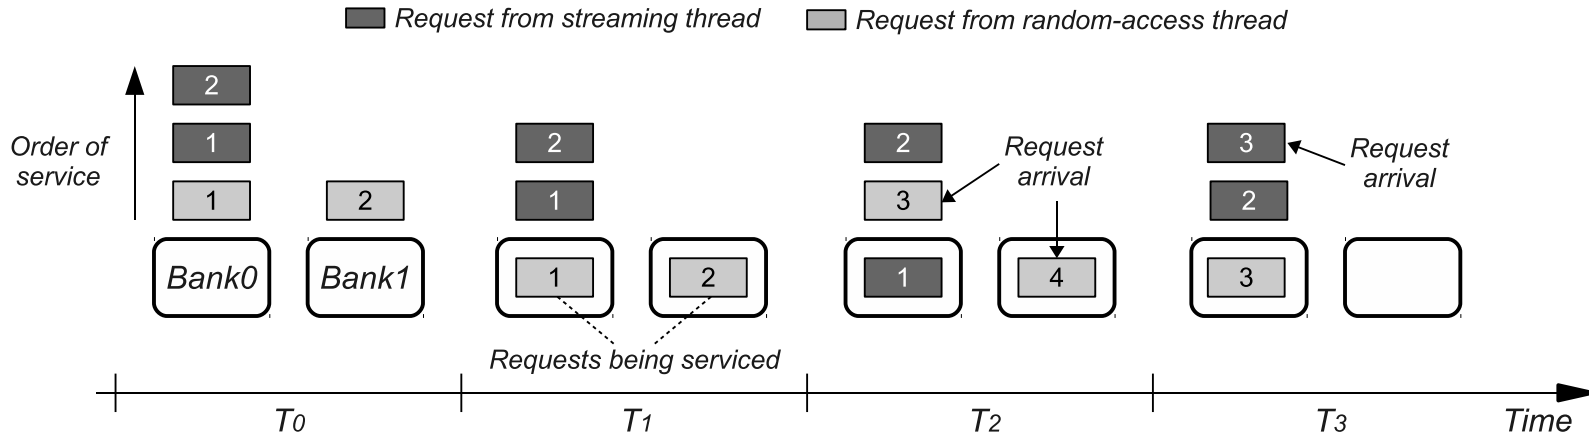 Request from streaming thread
Request from random-access thread
Order of
service
2
1
1
2
Bank0
Bank1
2
1
1
2
Requests being serviced
2
3
1
4
Request
arrival
3
2
3
Request
arrival
T0
T1
T2
T3
Time